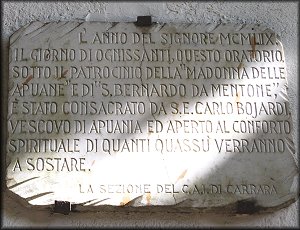 L'ANNO DEL SIGNORE MCMLIX.
IL GIORNO DI OGNISSANTI, QUESTO ORATORIO
SOTTO IL PATROCINIO DELLA "MADONNA DELLE
APUANE" E DI "S. BERNARDO DA MENTONE",
È STATO CONSACRATO DA S.E. CARLO BOJARDI,
VESCOVO DI APUANIA ED APERTO AL CONFORTO
SPIRITUALE DI QUANTI QUASSÙ VERRANNO
A SOSTARE.
LA SEZIONE DEL C.A.I. DI CARRARA